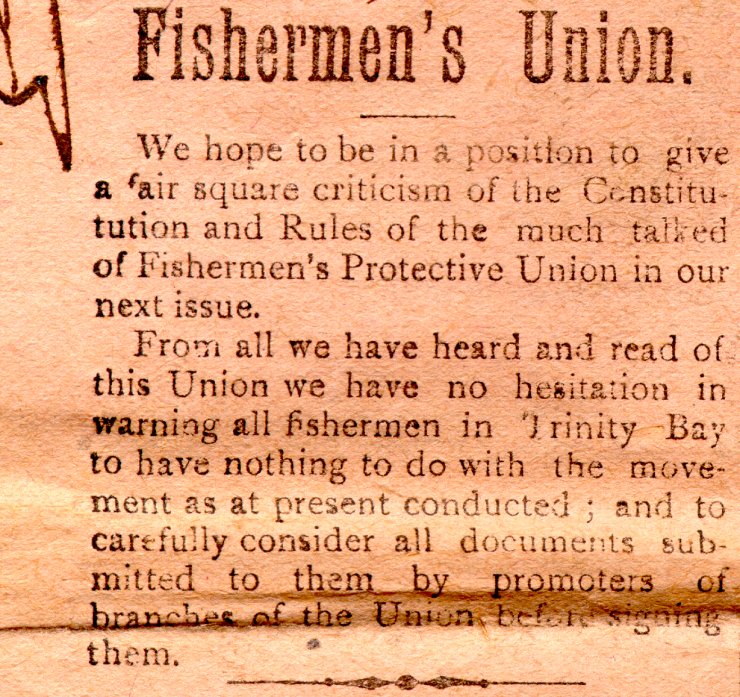 Fishermen's Union.
We hope to be in a position to give
a fair square criticism of the Constitu-
tution and Rules of the much talked
of Fishermen's Protective Union in our
next issue.
From all we have heard and read of
this Union we have no hesitation in
warning all fishermen in Trinity Bay
to have nothing to do with the move-
ment as at present conducted ; and to
carefully consider all documents sub-
mitted to them by promoters of
branches of the Union before signing
them.